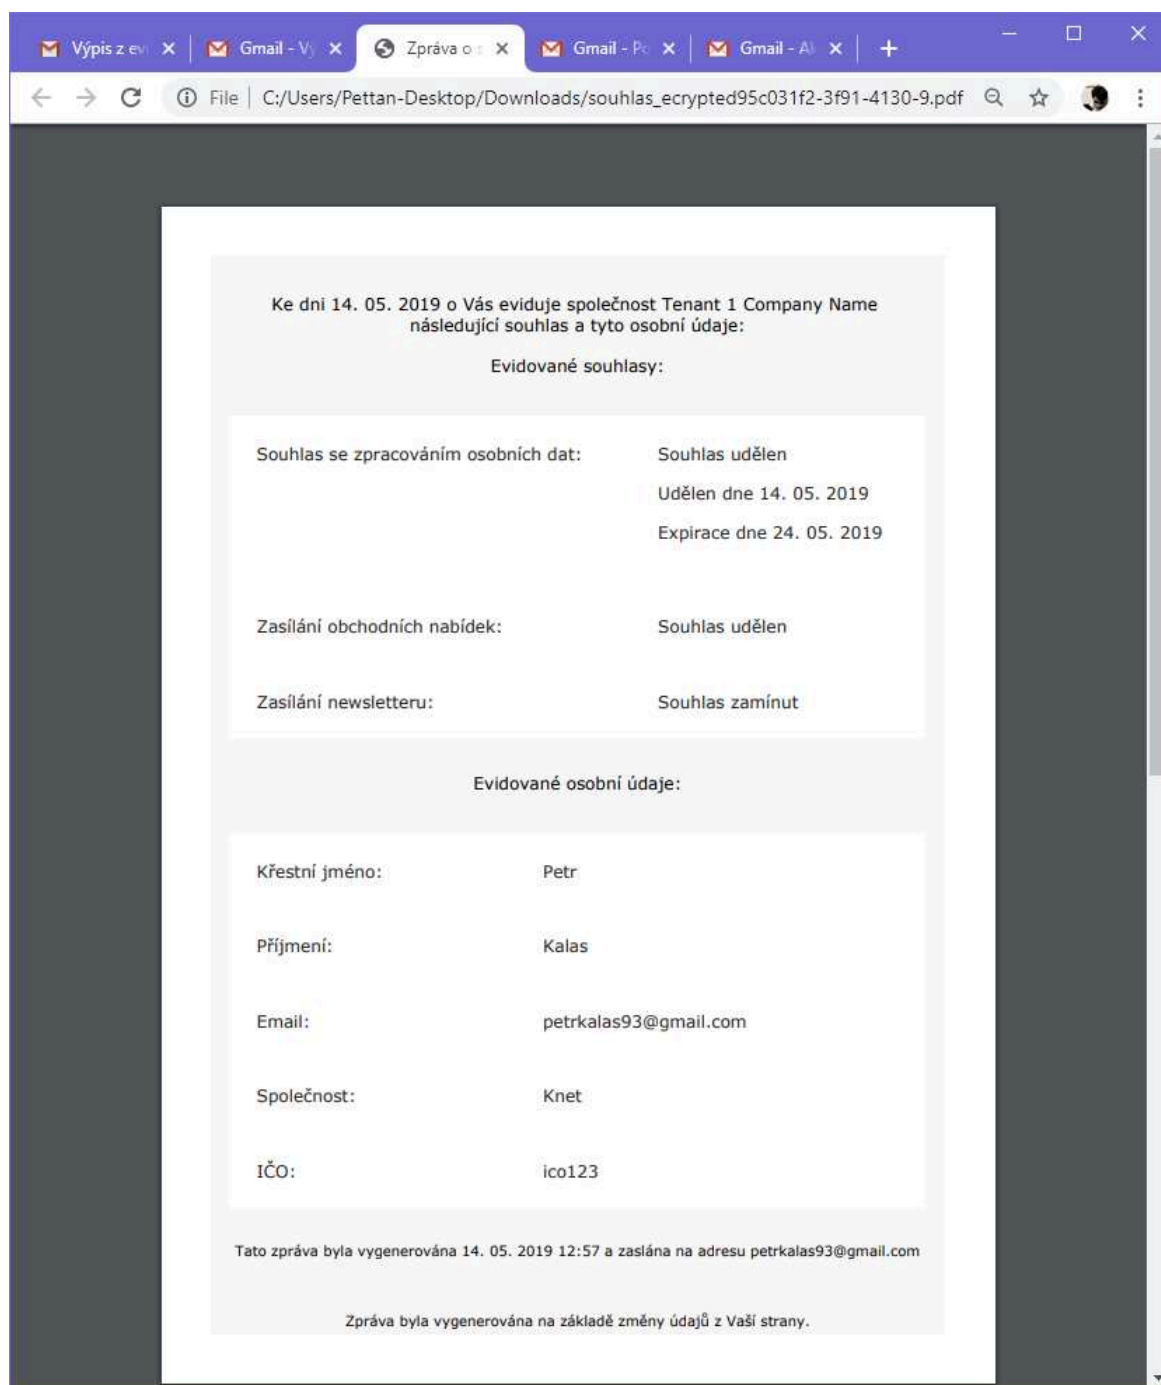 Výpis z ev
Gmail - Vý
Zpráva o s
Gmail - Po
Gmail - A
File
C:/Users/Pettan-Desktop/Downloads/souhlas_ecrypted95c031f2-3f91-4130-9.pdf
Ke dni 14. 05. 2019 o Vás eviduje společnost Tenant 1 Company Name
následující souhlas a tyto osobní údaje:
Evidované souhlasy:
Souhlas se zpracováním osobních dat: Souhlas udělen
Udělen dne 14. 05. 2019
Expirace dne 24. 05. 2019
Zasílání obchodních nabídek: Souhlas udělen
Zasílání newsletteru: Souhlas zamínut
Evidované osobní údaje:
Křestní jméno: Petr
Příjmení: Kalas
Email: petrkalas93@gmail.com
Společnost: Knet
IČO: ico123
Tato zpráva byla vygenerována 14. 05. 2019 12:57 a zaslána na adresu petrkalas93@gmail.com
Zpráva byla vygenerována na základě změny údajů z Vaší strany.